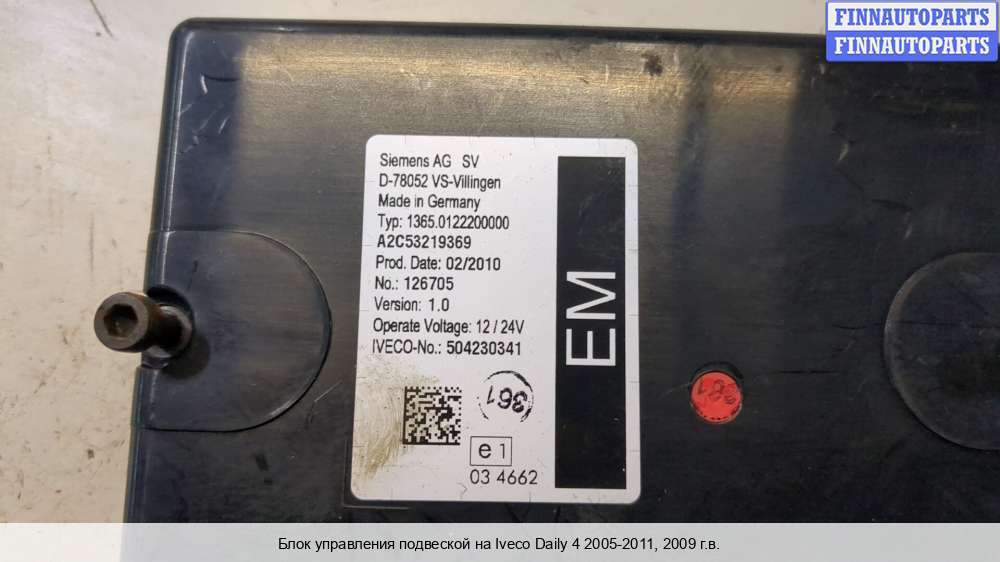 FINNAUTOPARTS
FINNAUTOPARTS
Siemens AG SV
D-78052 VS-Villingen
Made in Germany
Typ: 1365.0122200000
A2C53219369
Prod. Date: 02/2010
No.: 126705
Version: 1.0
Operate Voltage: 12 / 24V
IVECO-No.: 504230341
EM
361
361
e1
03 4662
Блок управления подвеской на Iveco Daily 4 2005-2011, 2009 г.в.